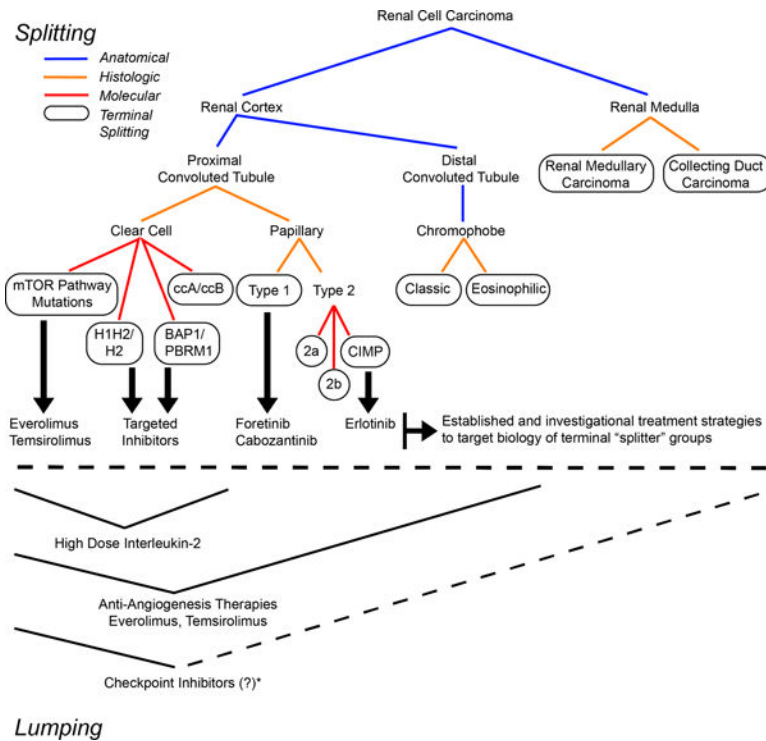 Renal Cell Carcinoma
Splitting
Anatomical
Histologic
Molecular
Terminal
Splitting
Renal Cortex
Renal Medulla
Proximal
Convoluted Tubule
Distal
Convoluted Tubule
Renal Medullary
Carcinoma
Collecting Duct
Carcinoma
Clear Cell
Papillary
Chromophobe
mTOR Pathway
Mutations
ccA/ccB
Type 1
Type 2
Classic
Eosinophilic
H1H2/
H2
BAP1/
PBRM1
2a
CIMP
2b
Everolimus
Temsirolimus
Targeted
Inhibitors
Foretinib
Cabozantinib
Erlotinib
Established and investigational treatment strategies
to target biology of terminal “splitter” groups
High Dose Interleukin-2
Anti-Angiogenesis Therapies
Everolimus, Temsirolimus
Checkpoint Inhibitors (?)*
Lumping